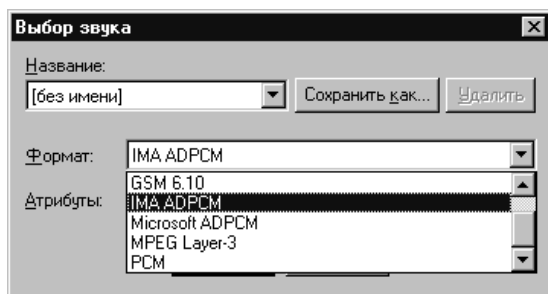 Выбор звука
Название:
[без имени]
Сохранить как...
Удалить
Формат:
IMA ADPCM
Атрибуты:
GSM 6.10
IMA ADPCM
Microsoft ADPCM
MPEG Layer-3
PCM